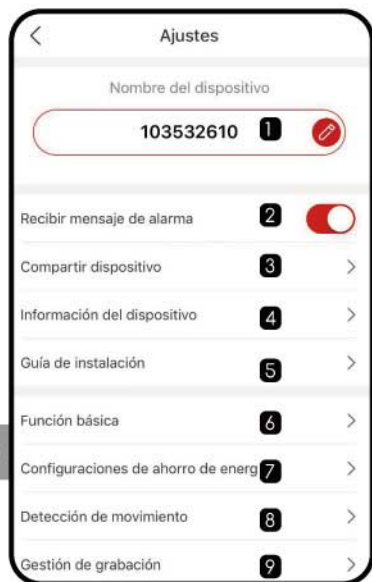 Ajustes
Nombre del dispositivo
103532610 1
Recibir mensaje de alarma 2
Compartir dispositivo 3
Información del dispositivo 4
Guía de instalación 5
Función básica 6
Configuraciones de ahorro de energ 7
Detección de movimiento 8
Gestión de grabación 9